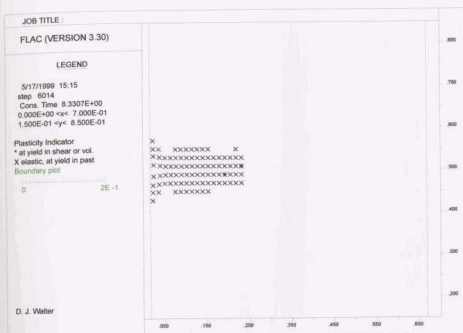 JOB TITLE :
FLAC (VERSION 3.30)
LEGEND
5/17/1999 15:15
step 6014
Cons. Time 8.3307E+00
0.000E+00 <x< 7.000E-01
1.500E-01 <y< 8.500E-01
Plasticity Indicator
* at yield in shear or vol.
X elastic, at yield in past
Boundary plot
0 2E -1
D. J. Walter
.800
.700
.600
.500
.400
.300
.200
.050 .150 .250 .350 .450 .550 .650